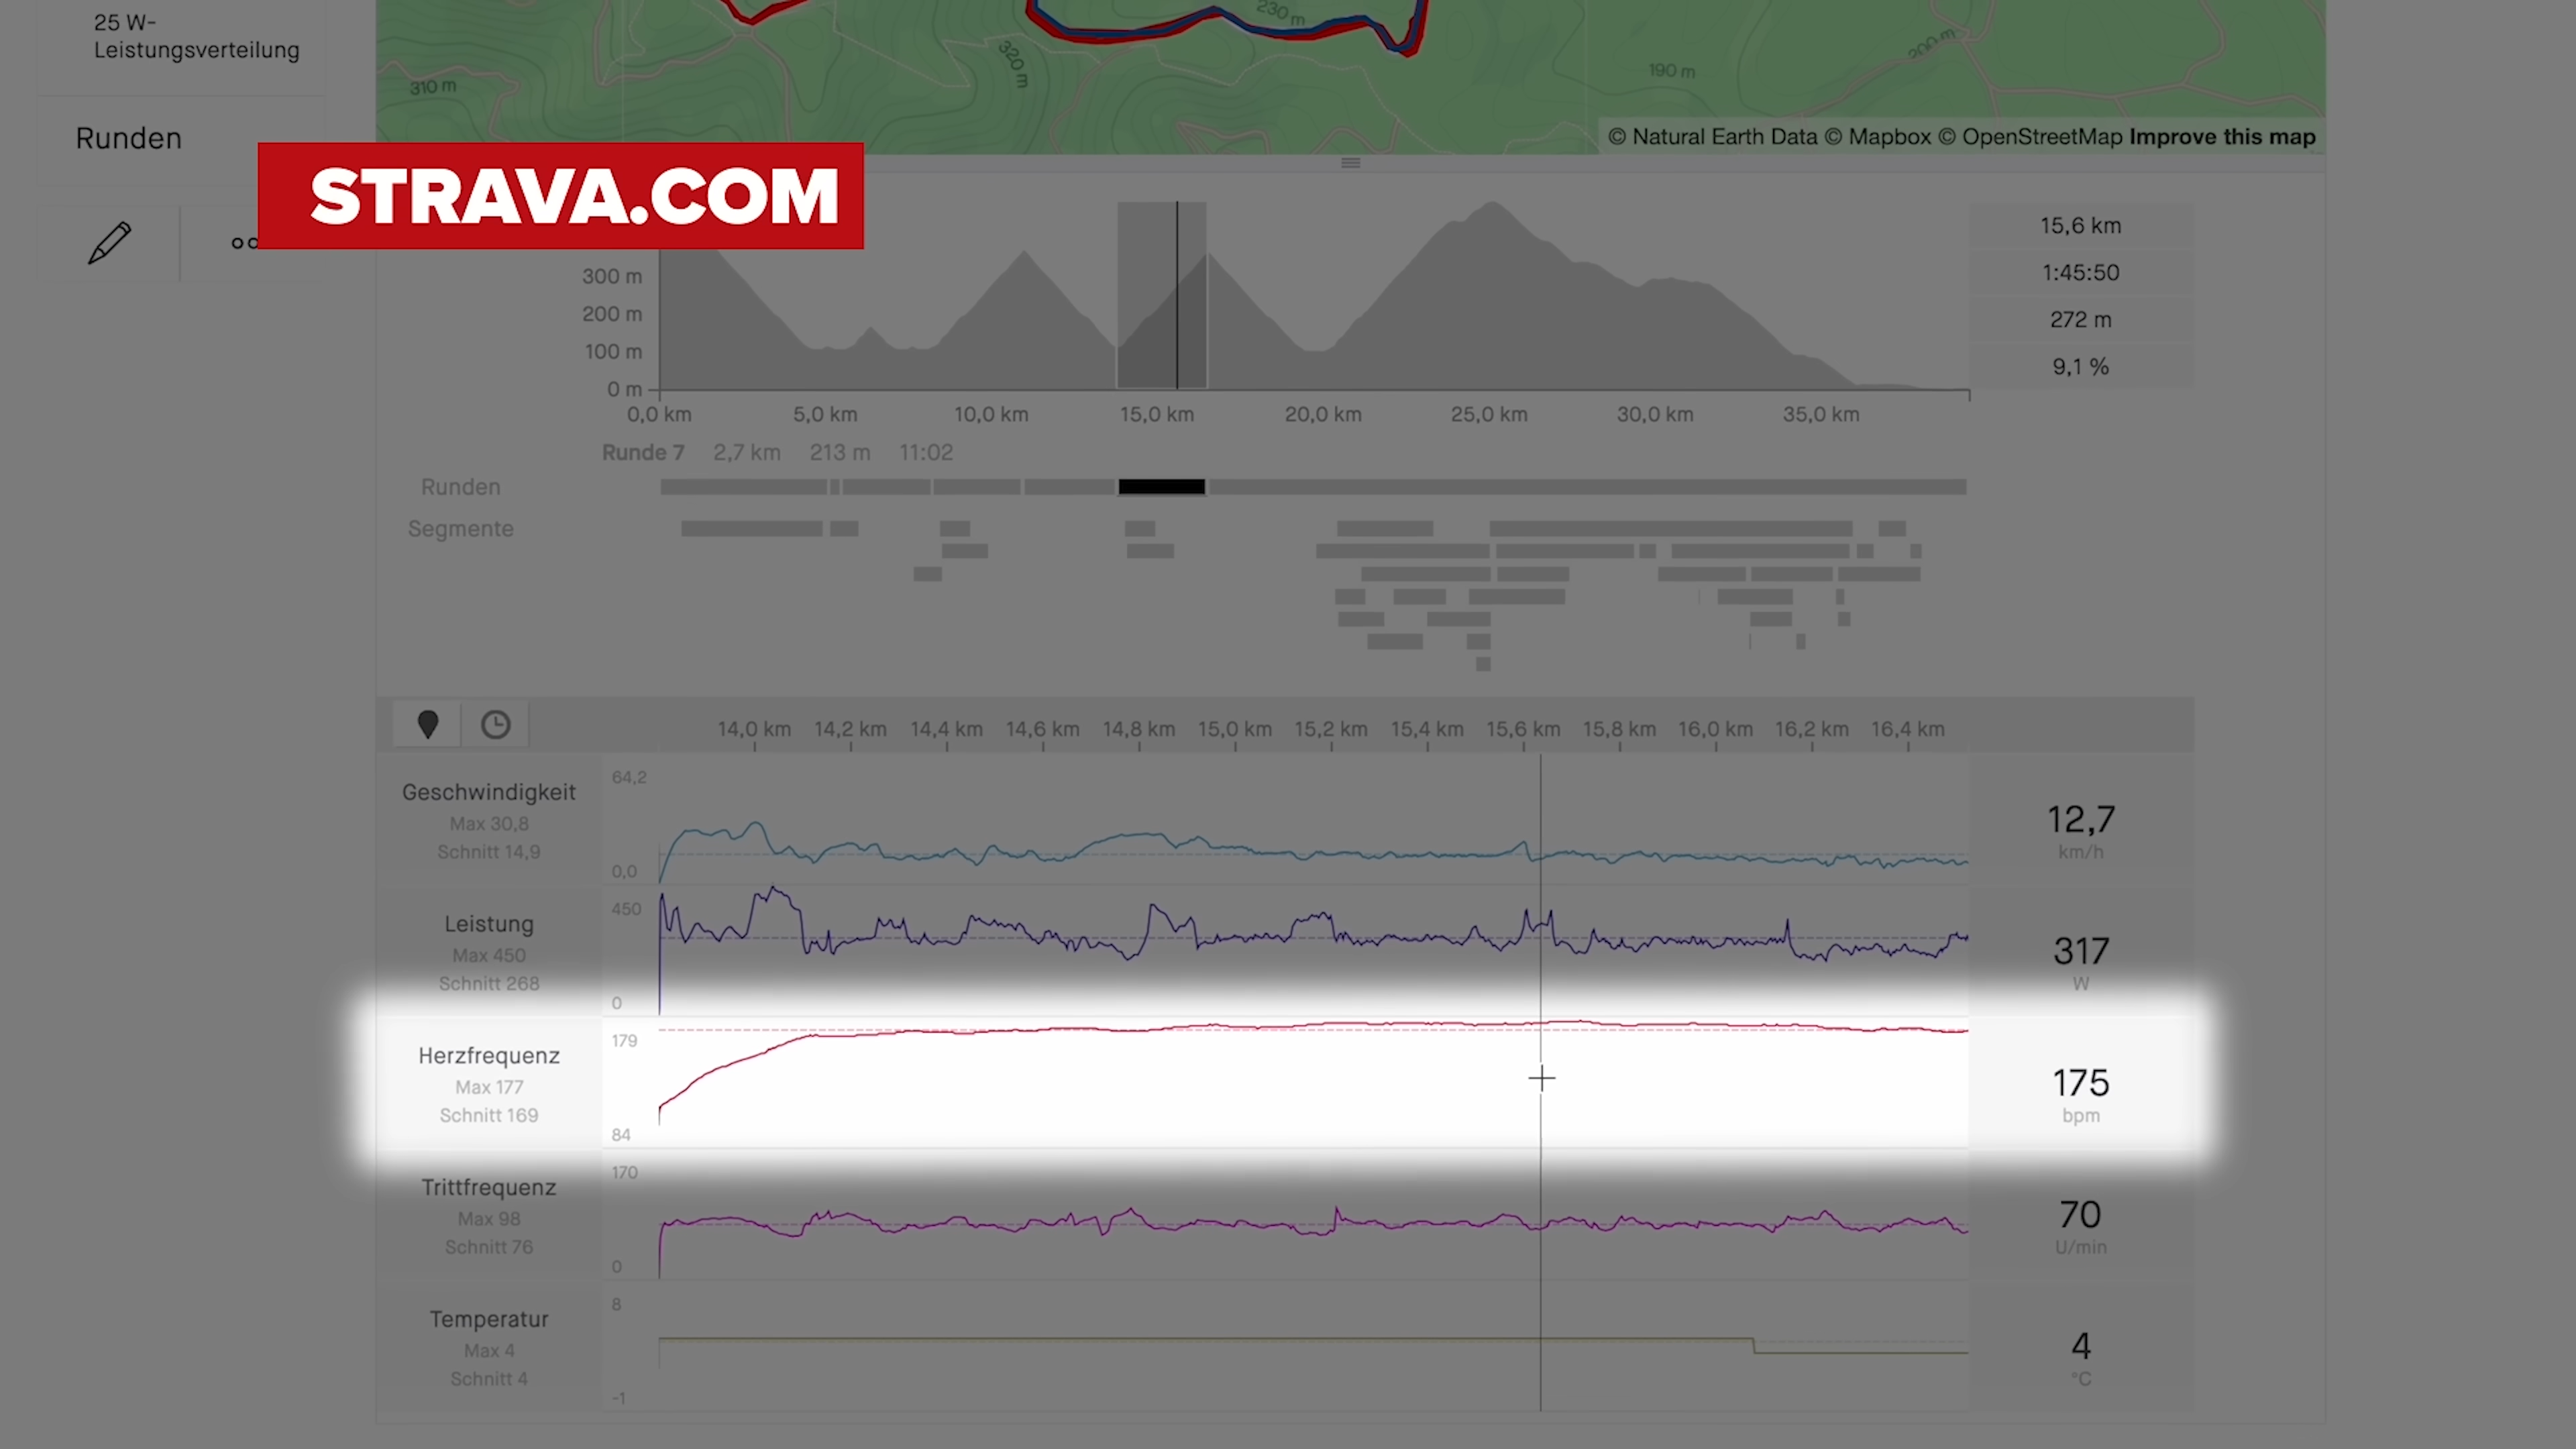 25 W-
Leistungsverteilung
Runden
230 m
320 m
310 m
190 m
200 m
© Natural Earth Data © Mapbox © OpenStreetMap Improve this map
STRAVA.COM
300 m
200 m
100 m
0 m
0,0 km 5,0 km 10,0 km 15,0 km 20,0 km 25,0 km 30,0 km 35,0 km
15,6 km
1:45:50
272 m
9,1 %
Runde 7 2,7 km 213 m 11:02
Runden
Segmente
14,0 km 14,2 km 14,4 km 14,6 km 14,8 km 15,0 km 15,2 km 15,4 km 15,6 km 15,8 km 16,0 km 16,2 km 16,4 km
Geschwindigkeit
Max 30,8
Schnitt 14,9
64,2
0,0
12,7
km/h
Leistung
Max 450
Schnitt 268
450
0
317
W
Herzfrequenz
Max 177
Schnitt 169
179
84
175
bpm
Trittfrequenz
Max 98
Schnitt 76
170
0
70
U/min
Temperatur
Max 4
Schnitt 4
8
-1
4
°C